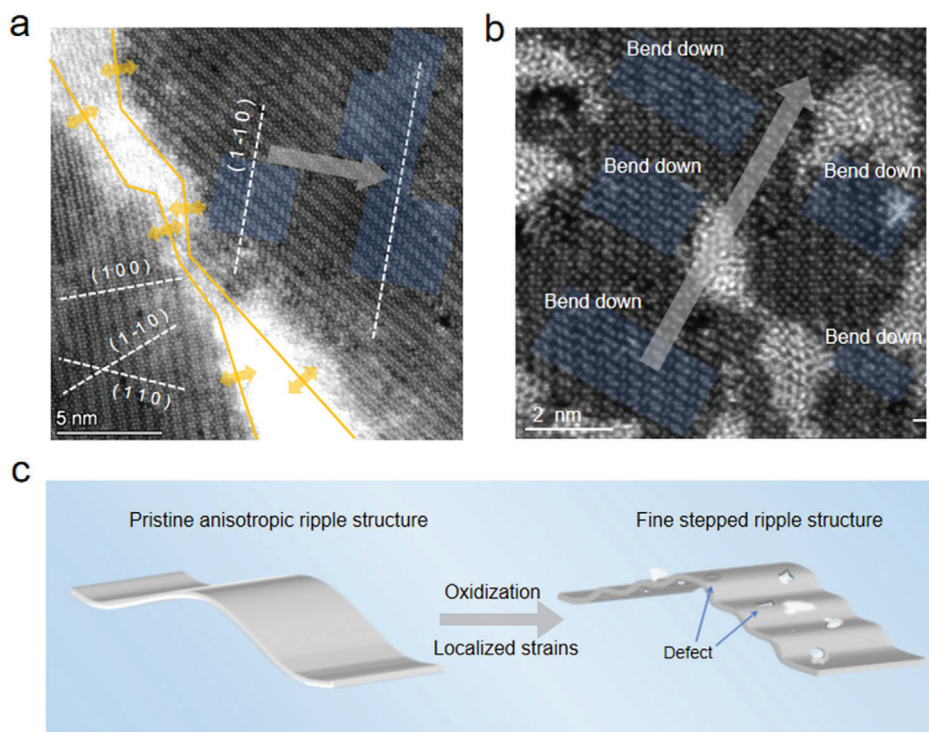 a
(1-10)
(100)
(1-10)
(110)
5 nm
b
Bend down
Bend down
Bend down
Bend down
Bend down
2 nm
c
Pristine anisotropic ripple structure
Fine stepped ripple structure
Oxidization
Localized strains
Defect